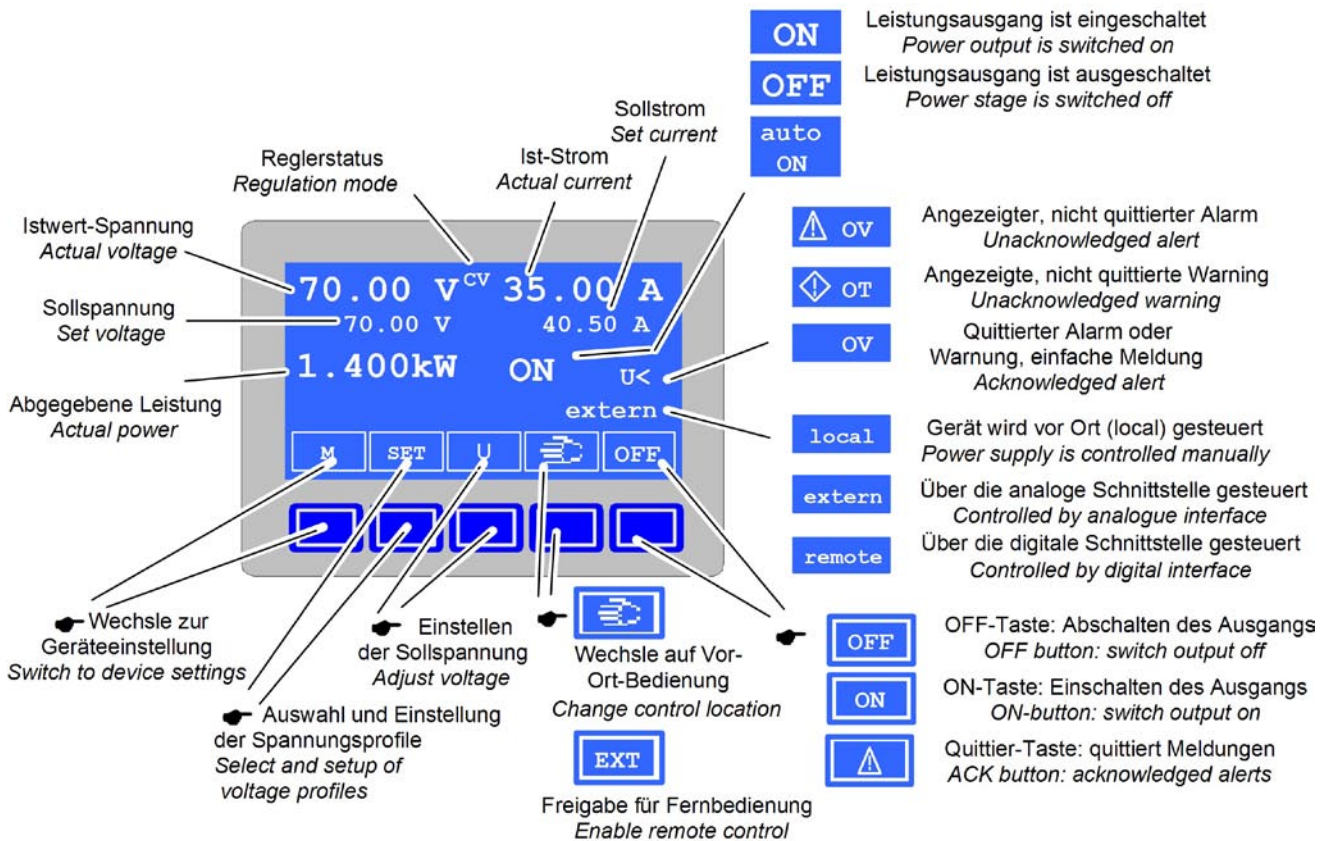 ON
Leistungsausgang ist eingeschaltet
Power output is switched on
OFF
Leistungsausgang ist ausgeschaltet
Power stage is switched off
auto
ON
Sollstrom
Set current
Reglerstatus
Regulation mode
Ist-Strom
Actual current
Istwert-Spannung
Actual voltage
Sollspannung
Set voltage
Abgegebene Leistung
Actual power
70.00 V CV 35.00 A
70.00 V 40.50 A
1.400kW ON U<
extern
M SET U OFF
OV
Angezeigter, nicht quittierter Alarm
Unacknowledged alert
OT
Angezeigte, nicht quittierte Warning
Unacknowledged warning
OV
Quittierter Alarm oder
Warnung, einfache Meldung
Acknowledged alert
local
Gerät wird vor Ort (local) gesteuert
Power supply is controlled manually
extern
Über die analoge Schnittstelle gesteuert
Controlled by analogue interface
remote
Über die digitale Schnittstelle gesteuert
Controlled by digital interface
Wechsle zur
Geräteeinstellung
Switch to device settings
Auswahl und Einstellung
der Spannungsprofile
Select and setup of
voltage profiles
Einstellen
der Sollspannung
Adjust voltage
Wechsle auf Vor-
Ort-Bedienung
Change control location
EXT
Freigabe für Fernbedienung
Enable remote control
OFF
OFF-Taste: Abschalten des Ausgangs
OFF button: switch output off
ON
ON-Taste: Einschalten des Ausgangs
ON-button: switch output on
Quittier-Taste: quittiert Meldungen
ACK button: acknowledged alerts